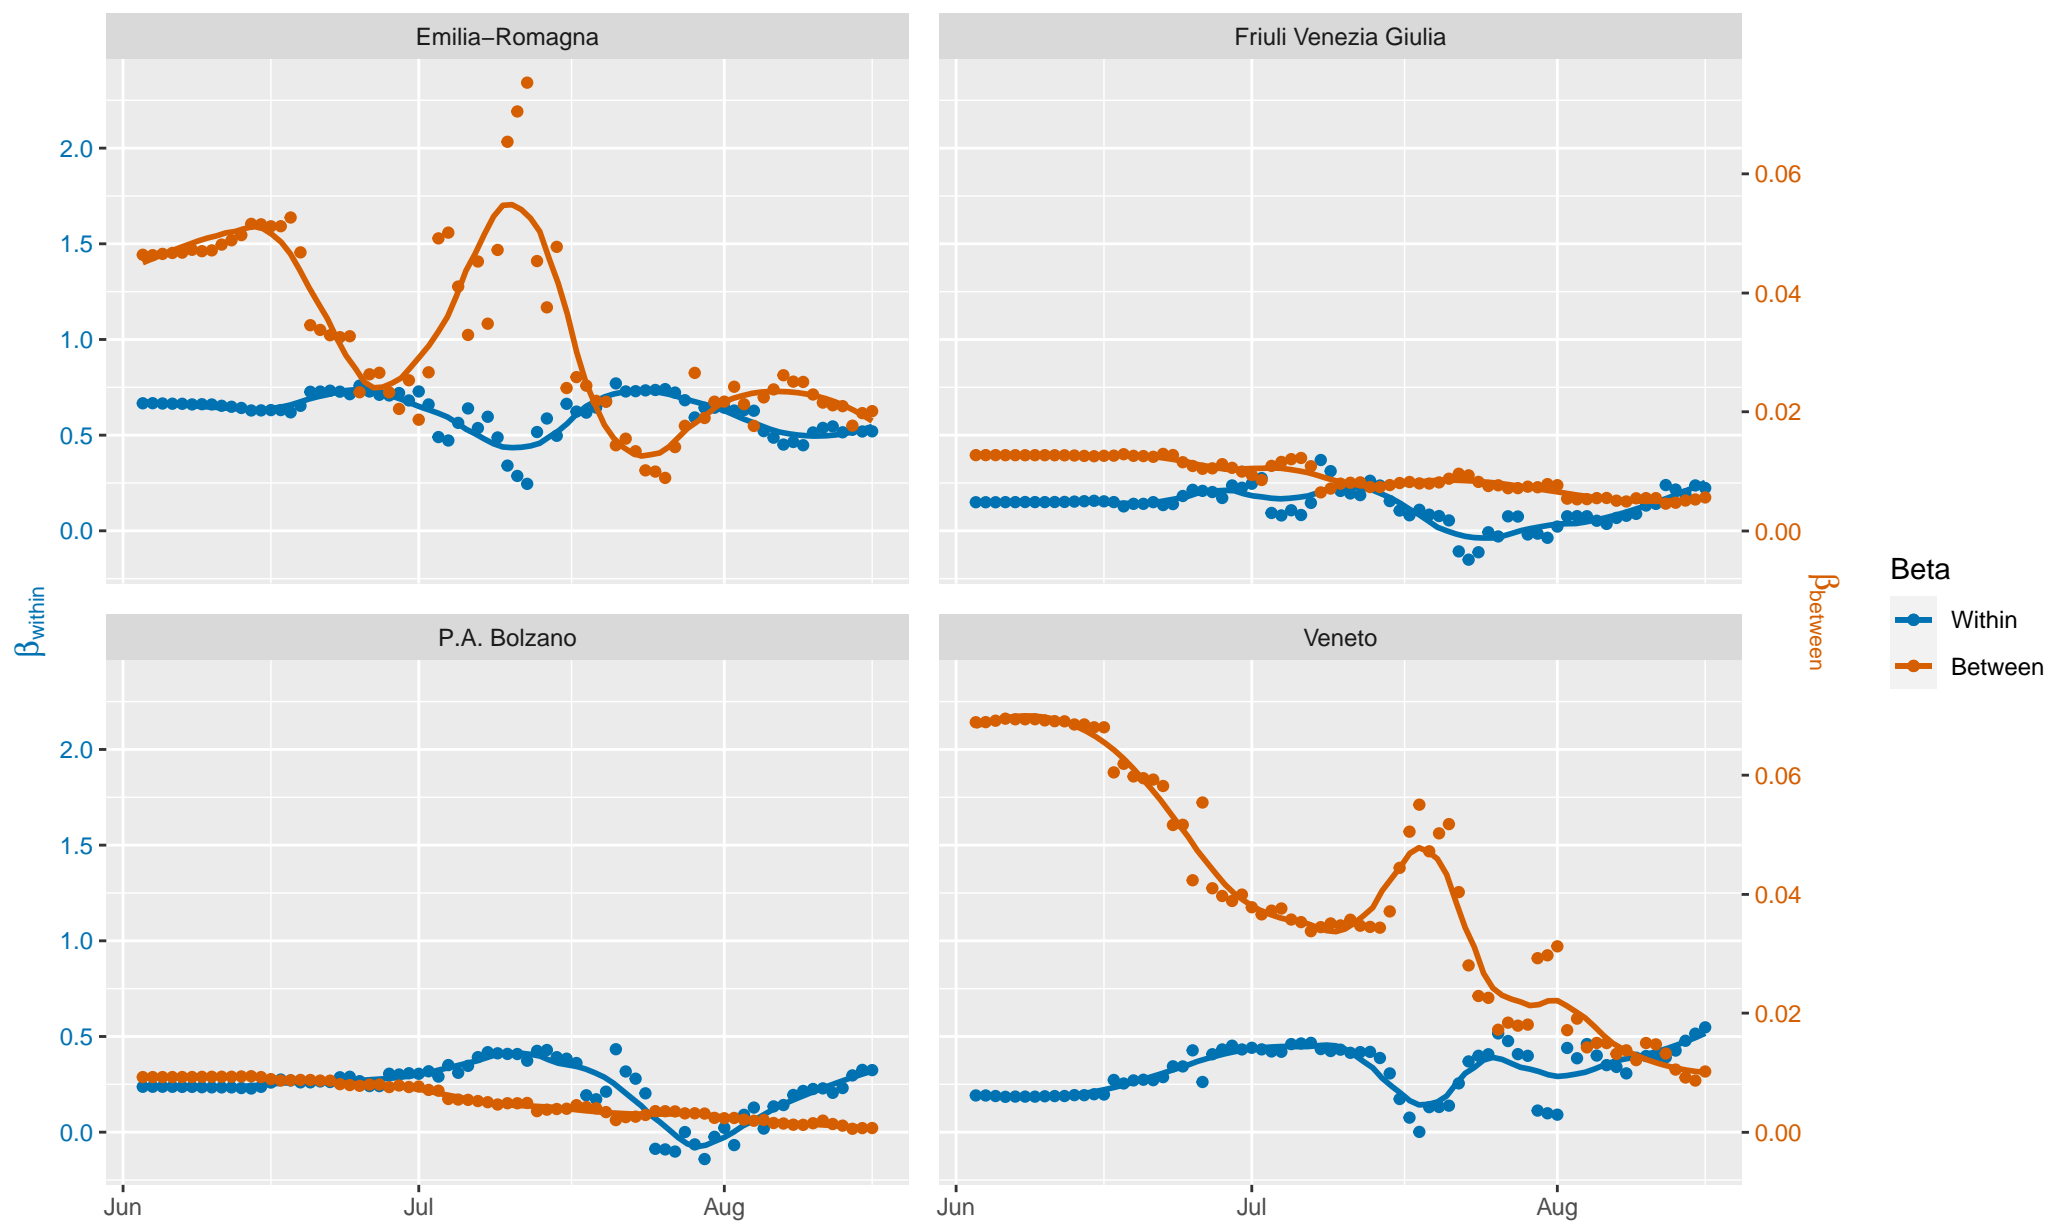 Emilia−Romagna
Friuli Venezia Giulia
2.0
1.5
1.0
0.5
0.0
0.06
0.04
0.02
0.00
P.A. Bolzano
Veneto
2.0
1.5
1.0
0.5
0.0
0.06
0.04
0.02
0.00
Jun
Jul
Aug
Jun
Jul
Aug
βwithin
βbetween
Beta
Within
Between